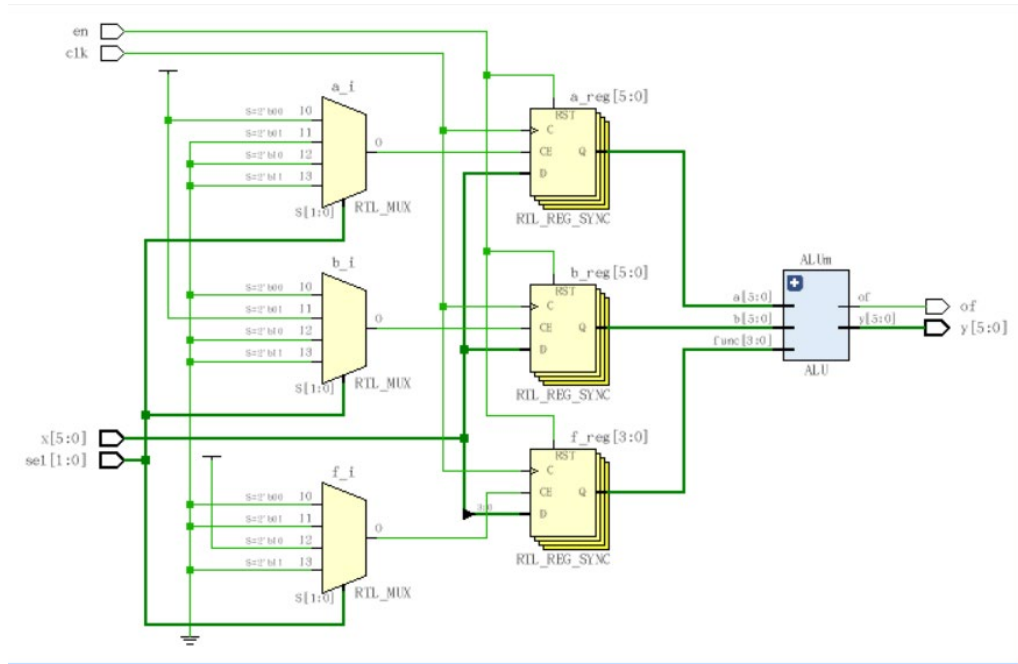 en
clk
a_i
S=2'b00 I0
S=2'b01 I1
S=2'b10 I2
S=2'b11 I3
O
S[1:0]
RTL_MUX
a_reg[5:0]
RST
C
CE
Q
D
RTL_REG_SYNC
b_i
S=2'b00 I0
S=2'b01 I1
S=2'b10 I2
S=2'b11 I3
O
S[1:0]
RTL_MUX
b_reg[5:0]
RST
C
CE
Q
D
RTL_REG_SYNC
ALUm
a[5:0]
b[5:0]
func[3:0]
of
y[5:0]
ALU
of
y[5:0]
x[5:0]
sel[1:0]
f_i
S=2'b00 I0
S=2'b01 I1
S=2'b10 I2
S=2'b11 I3
O
S[1:0]
RTL_MUX
f_reg[3:0]
RST
C
CE
Q
3:0
D
RTL_REG_SYNC